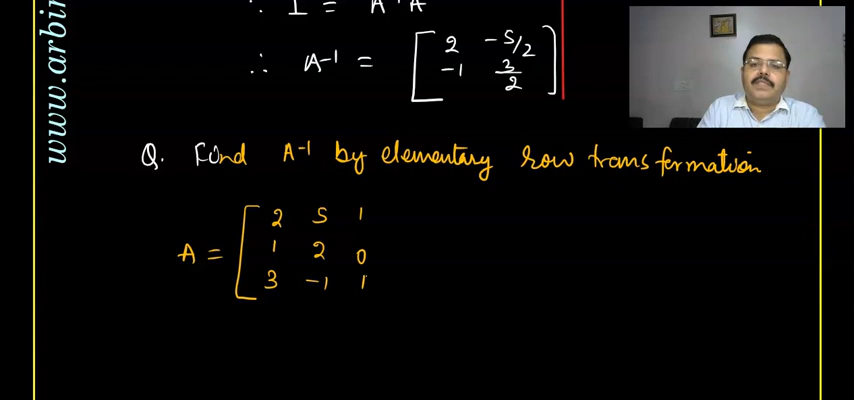 ∴ I = A⁻¹A
∴ A⁻¹ = [ 2 -5/2
-1 3/2 ]
Q. Find A⁻¹ by elementary row transformation
A = [ 2 5 1
1 2 0
3 -1 1
www.arbin